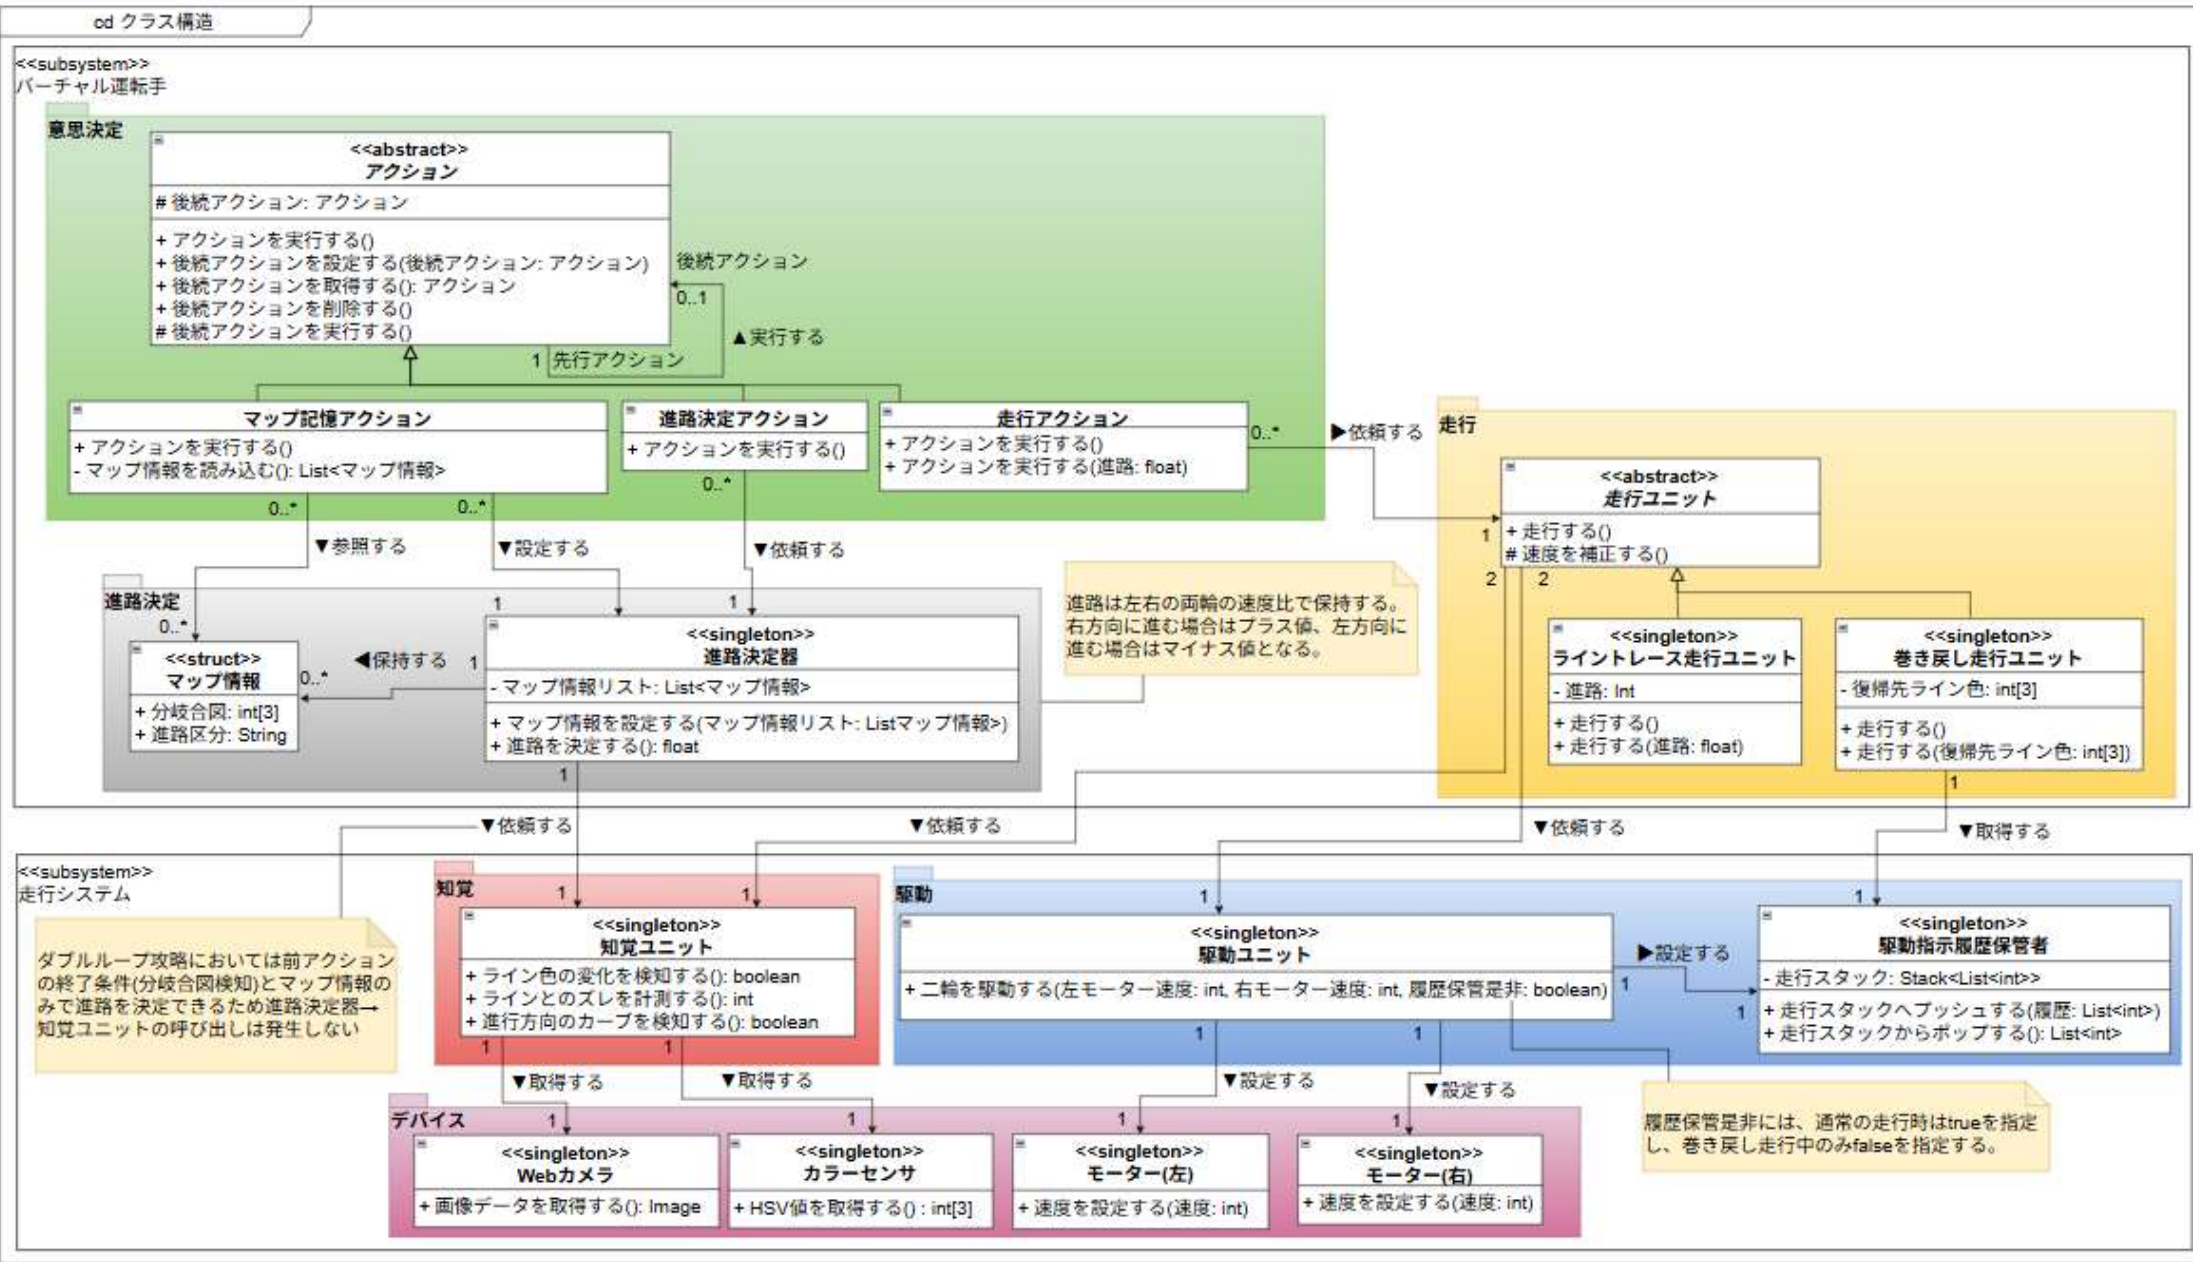 cd クラス構造
<<subsystem>>
バーチャル運転手
意思決定
<<abstract>>
アクション
# 後続アクション: アクション
+ アクションを実行する()
+ 後続アクションを設定する(後続アクション: アクション)
+ 後続アクションを取得する(): アクション
+ 後続アクションを削除する()
# 後続アクションを実行する()
後続アクション
0..1
▲実行する
1
先行アクション
マップ記憶アクション
+ アクションを実行する()
- マップ情報を読み込む(): List<マップ情報>
進路決定アクション
+ アクションを実行する()
走行アクション
+ アクションを実行する()
+ アクションを実行する(進路: float)
0..*
▶依頼する
0..*
0..*
0..*
▼参照する
▼設定する
▼依頼する
走行
<<abstract>>
走行ユニット
+ 走行する()
# 速度を補正する()
1
2
2
<<singleton>>
ライントレース走行ユニット
- 進路: Int
+ 走行する()
+ 走行する(進路: float)
<<singleton>>
巻き戻し走行ユニット
- 復帰先ライン色: int[3]
+ 走行する()
+ 走行する(復帰先ライン色: int[3])
1
進路は左右の両輪の速度比で保持する。
右方向に進む場合はプラス値、左方向に
進む場合はマイナス値となる。
進路決定
0..*
1
1
<<struct>>
マップ情報
+ 分岐合図: int[3]
+ 進路区分: String
◀保持する
1
0..*
<<singleton>>
進路決定器
- マップ情報リスト: List<マップ情報>
+ マップ情報を設定する(マップ情報リスト: Listマップ情報>)
+ 進路を決定する(): float
1
▼依頼する
▼依頼する
▼依頼する
▼取得する
<<subsystem>>
走行システム
ダブルループ攻略においては前アクション
の終了条件(分岐合図検知)とマップ情報の
みで進路を決定できるため進路決定器→
知覚ユニットの呼び出しは発生しない
知覚
1
1
<<singleton>>
知覚ユニット
+ ライン色の変化を検知する(): boolean
+ ラインとのズレを計測する(): int
+ 進行方向のカーブを検知する(): boolean
1
1
▼取得する
▼取得する
駆動
1
<<singleton>>
駆動ユニット
+ 二輪を駆動する(左モーター速度: int, 右モーター速度: int, 履歴保管是非: boolean)
▶設定する
1
1
1
1
▼設定する
▼設定する
1
<<singleton>>
駆動指示履歴保管者
- 走行スタック: Stack<List<int>>
+ 走行スタックへプッシュする(履歴: List<int>)
+ 走行スタックからポップする(): List<int>
履歴保管是非には、通常の走行時はtrueを指定
し、巻き戻し走行中のみfalseを指定する。
デバイス
1
1
1
1
<<singleton>>
Webカメラ
+ 画像データを取得する(): Image
<<singleton>>
カラーセンサ
+ HSV値を取得する() : int[3]
<<singleton>>
モーター(左)
+ 速度を設定する(速度: int)
<<singleton>>
モーター(右)
+ 速度を設定する(速度: int)